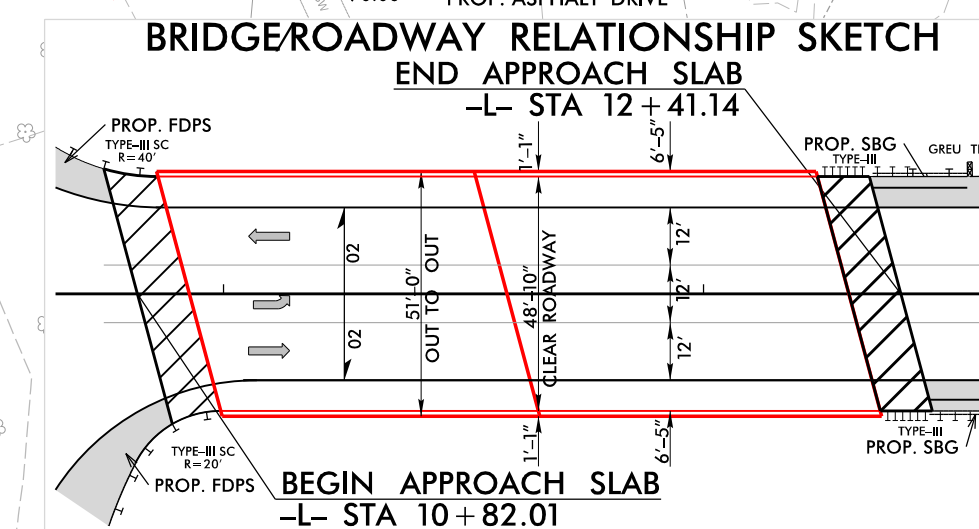 PROP. ASPHALT DRIVE
BRIDGE/ROADWAY RELATIONSHIP SKETCH
END APPROACH SLAB
-L- STA 12+41.14
PROP. FDPS
TYPE-III SC
R=40'
1'-1"
6'-5"
PROP. SBG
TYPE-III
GREU
02
02
51'-0"
OUT TO OUT
48'-10"
CLEAR ROADWAY
12'
12'
12'
1'-1"
6'-5"
TYPE-III
PROP. SBG
TYPE-III SC
R=20'
PROP. FDPS
BEGIN APPROACH SLAB
-L- STA 10+82.01